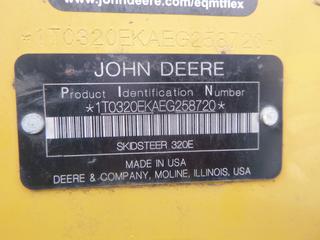 www.johndeere.com/eqmtflex
*1T0320EKAEG258720*
JOHN DEERE
Product Identification Number
*1T0320EKAEG258720*
SKIDSTEER 320E
MADE IN USA
DEERE & COMPANY, MOLINE, ILLINOIS, USA